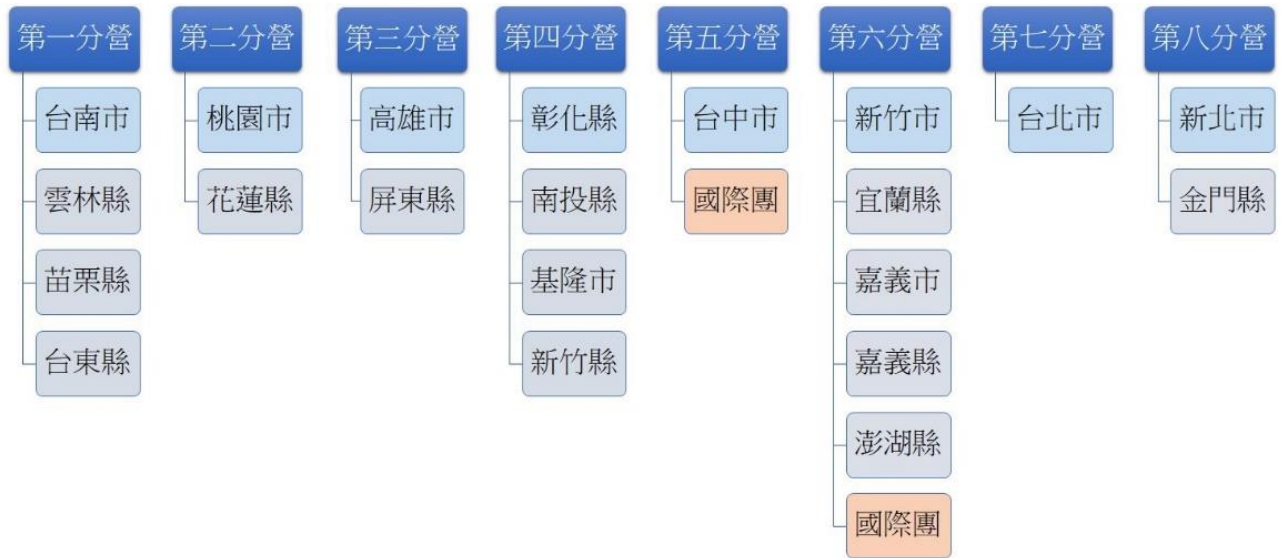 第一分營
台南市
雲林縣
苗栗縣
台東縣
第二分營
桃園市
花蓮縣
第三分營
高雄市
屏東縣
第四分營
彰化縣
南投縣
基隆市
新竹縣
第五分營
台中市
國際團
第六分營
新竹市
宜蘭縣
嘉義市
嘉義縣
澎湖縣
國際團
第七分營
台北市
第八分營
新北市
金門縣